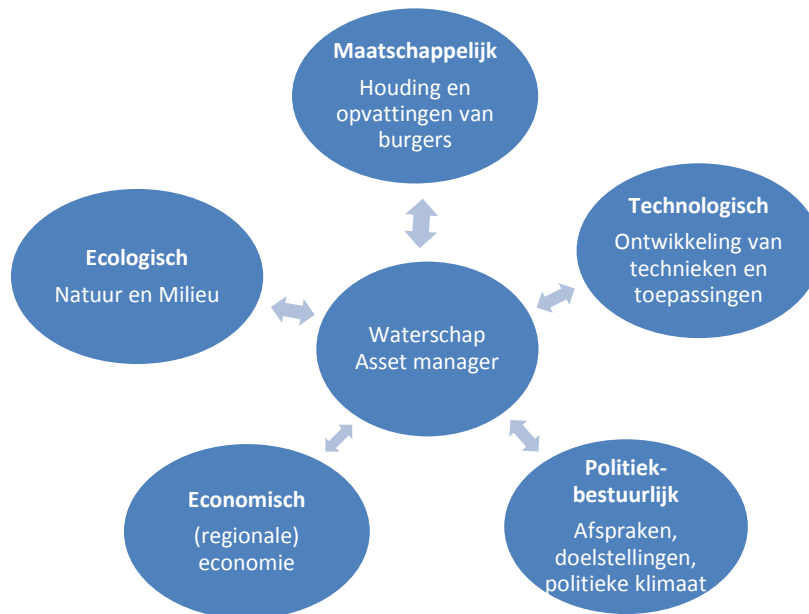 Maatschappelijk
Houding en
opvattingen van
burgers
Technologisch
Ontwikkeling van
technieken en
toepassingen
Ecologisch
Natuur en Milieu
Waterschap
Asset manager
Economisch
(regionale)
economie
Politiek-
bestuurlijk
Afspraken,
doelstellingen,
politieke klimaat